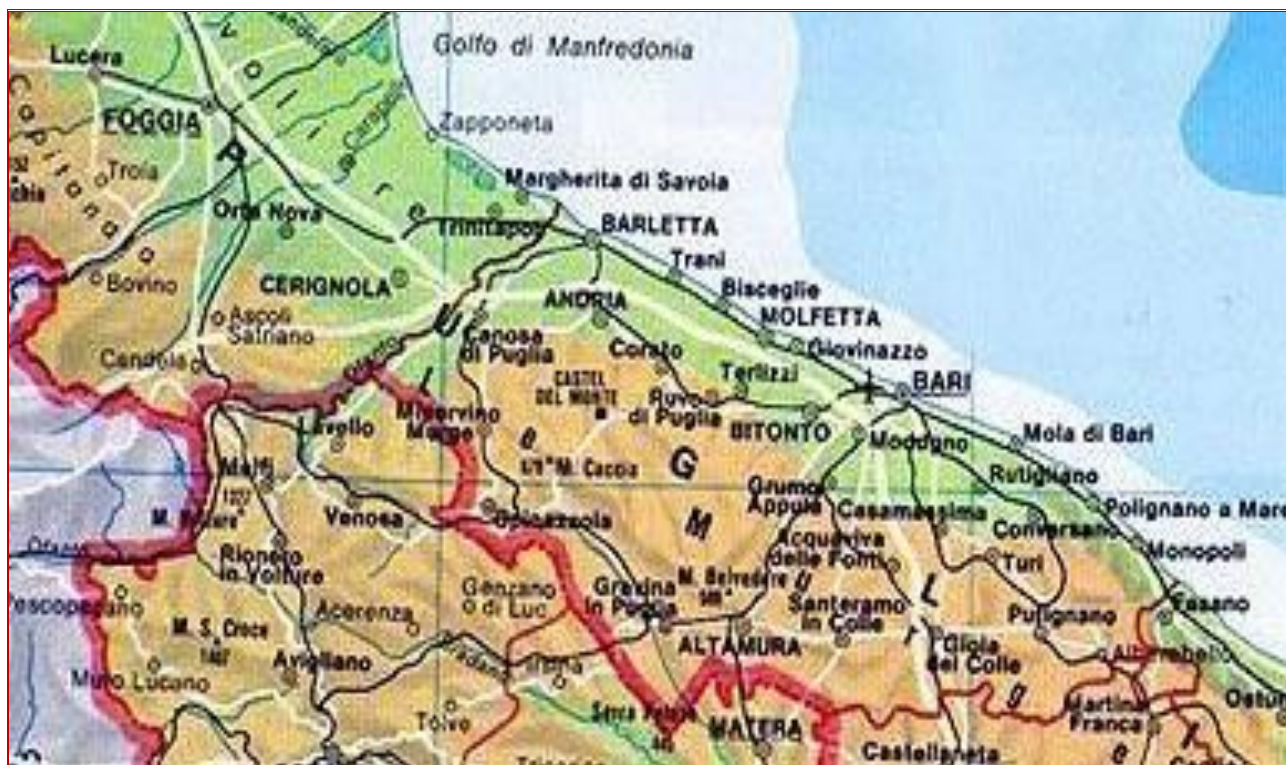 Golfo di Manfredonia
Lucera
FOGGIA
Zapponeta
Troia
Margherita di Savoia
Orta Nova
BARLETTA
Trani
Bovino
CERIGNOLA
ANDRIA
Bisceglie
MOLFETTA
Ascoli
Satriano
Canosa
di Puglia
Corato
Giovinazzo
Candela
Terlizzi
BARI
CASTEL
DEL MONTE
Ruvo
di Puglia
Minervino
Murge
BITONTO
Modugno
Mola di Bari
Lavello
Melfi
M. Caccia
Rutigliano
Grumo
Appula
Casamassima
Polignano a Mare
Venosa
Spinazzola
Conversano
Monopoli
Acquaviva
delle Fonti
Turi
Rionero
in Vulture
Genzano
di Luc
Gravina
in Puglia
M. Belvedere
Acerenza
Santeramo
in Colle
Putignano
Fasano
M. S. Croce
ALTAMURA
Gioia
del Colle
Avigliano
Muro Lucano
Martina
Franca
Tolve
MATERA
Castellaneta